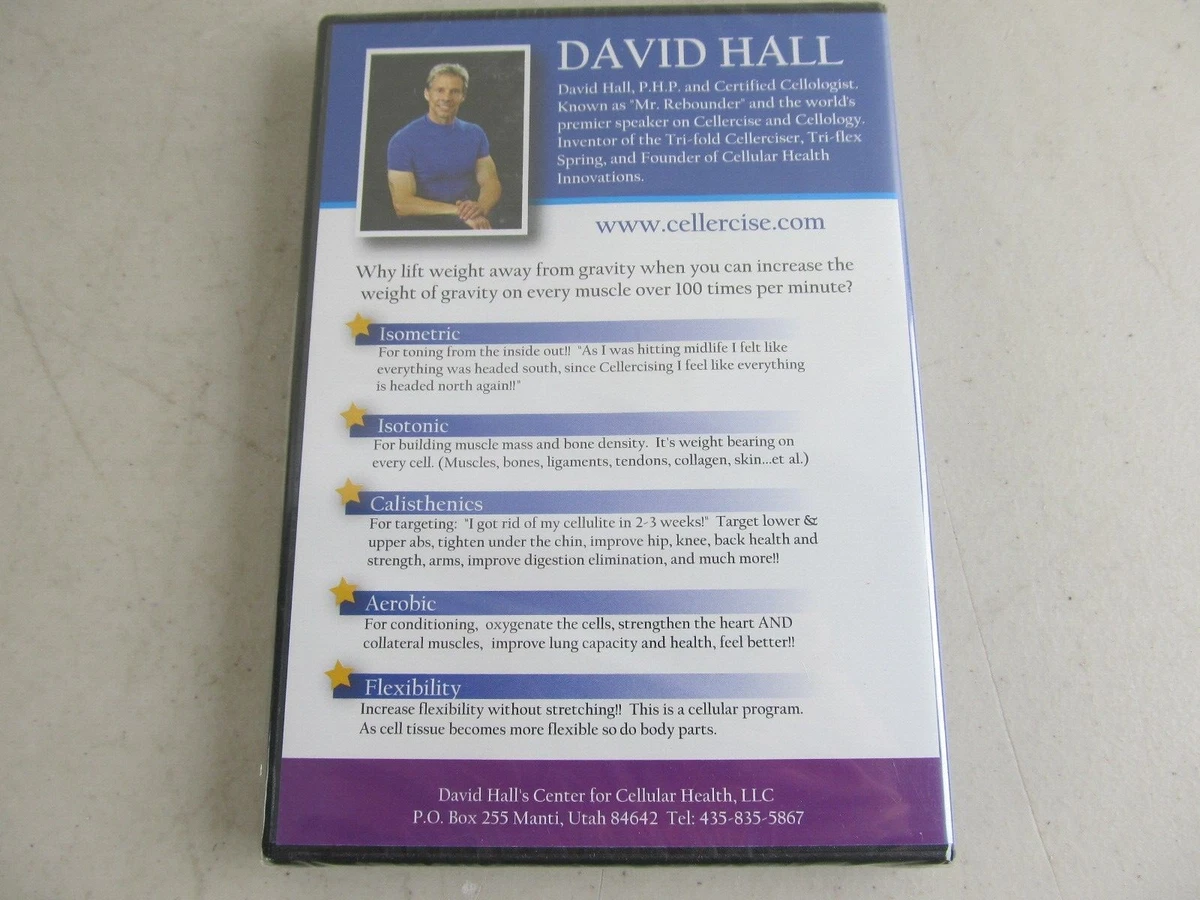 DAVID HALL
David Hall, P.H.P. and Certified Cellologist.
Known as "Mr. Rebounder" and the world's
premier speaker on Cellercise and Cellology.
Inventor of the Tri-fold Cellerciser, Tri-flex
Spring, and Founder of Cellular Health
Innovations.
www.cellercise.com
Why lift weight away from gravity when you can increase the
weight of gravity on every muscle over 100 times per minute?
Isometric
For toning from the inside out!! "As I was hitting midlife I felt like
everything was headed south, since Cellercising I feel like everything
is headed north again!!"
Isotonic
For building muscle mass and bone density. It's weight bearing on
every cell. (Muscles, bones, ligaments, tendons, collagen, skin...et al.)
Calisthenics
For targeting: "I got rid of my cellulite in 2-3 weeks!" Target lower &
upper abs, tighten under the chin, improve hip, knee, back health and
strength, arms, improve digestion elimination, and much more!!
Aerobic
For conditioning, oxygenate the cells, strengthen the heart AND
collateral muscles, improve lung capacity and health, feel better!!
Flexibility
Increase flexibility without stretching!! This is a cellular program.
As cell tissue becomes more flexible so do body parts.
David Hall's Center for Cellular Health, LLC
P.O. Box 255 Manti, Utah 84642 Tel: 435-835-5867